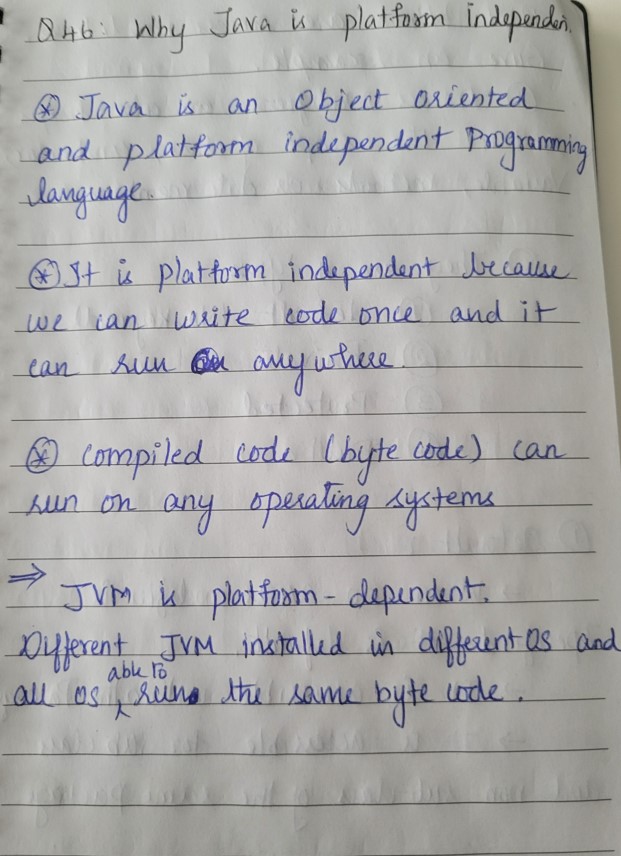 Q46: Why Java is platform independen
⊛ Java is an Object oriented
and platform independent Programming
language.
⊛ It is platform independent because
we can write code once and it
can run anywhere.
⊛ compiled code (byte code) can
run on any operating systems
⇒ JVM is platform-dependent.
Different JVM installed in different OS and
able to
all OS ^ run the same byte code.